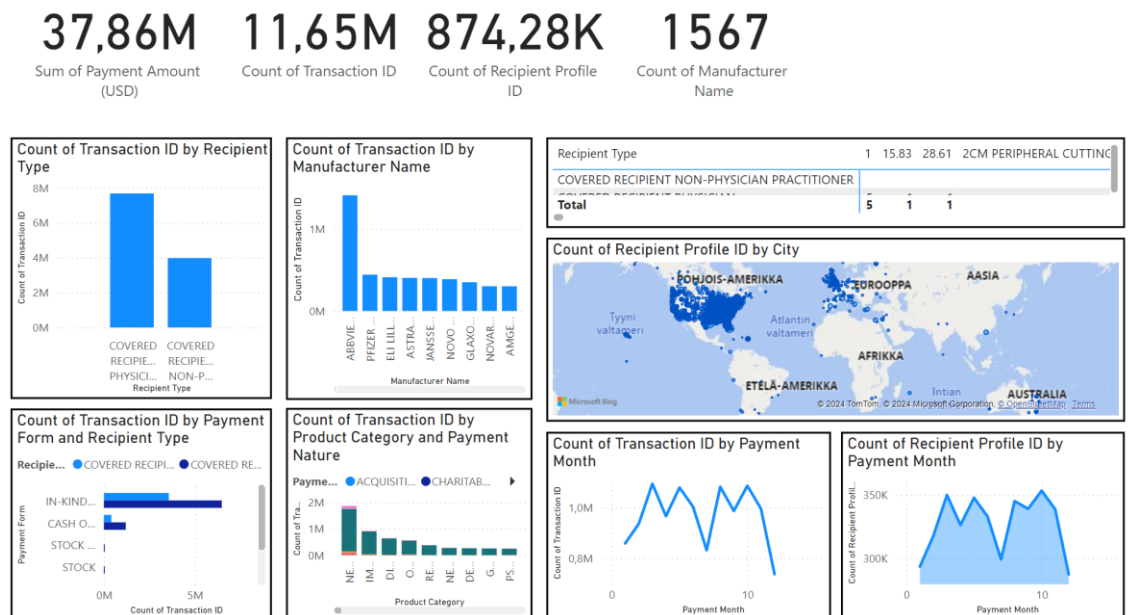 37,86M 11,65M 874,28K 1567
Sum of Payment Amount (USD)
Count of Transaction ID
Count of Recipient Profile ID
Count of Manufacturer Name
Count of Transaction ID by Recipient
Type
Count of Transaction ID
8M
6M
4M
2M
0M
COVERED RECIPIE... PHYSICI...
COVERED RECIPIE... NON-P...
Recipient Type
Count of Transaction ID by
Manufacturer Name
Count of Transaction ID
1M
0M
ABBVIE...
PFIZER ...
ELI LILL...
ASTRA...
JANSSE...
NOVO ...
GLAXO...
NOVAR...
AMGE...
Manufacturer Name
Recipient Type 1 15.83 28.61 2CM PERIPHERAL CUTTING
COVERED RECIPIENT NON-PHYSICIAN PRACTITIONER
Total 5 1 1
Count of Recipient Profile ID by City
POHJOIS-AMERIKKA
EUROOPPA
AASIA
Tyyni
valtameri
Atlantin
valtameri
AFRIKKA
ETELÄ-AMERIKKA
Intian
AUSTRALIA
Microsoft Bing
© 2024 TomTom, © 2024 Microsoft Corporation, © OpenStreetMap Terms
Count of Transaction ID by Payment
Form and Recipient Type
Recipie... COVERED RECIPI... COVERED RE...
Payment Form
IN-KIND...
CASH O...
STOCK ...
STOCK
0M 5M
Count of Transaction ID
Count of Transaction ID by
Product Category and Payment
Nature
Payme... ACQUISITI... CHARITAB...
Count of Tra...
2M
1M
0M
NE...
IM...
DI...
O...
RE...
NE...
DE...
G...
PS...
Product Category
Count of Transaction ID by Payment
Month
Count of Transaction ID
1,0M
0,8M
0 10
Payment Month
Count of Recipient Profile ID by
Payment Month
Count of Recipient Profil...
350K
300K
0 10
Payment Month